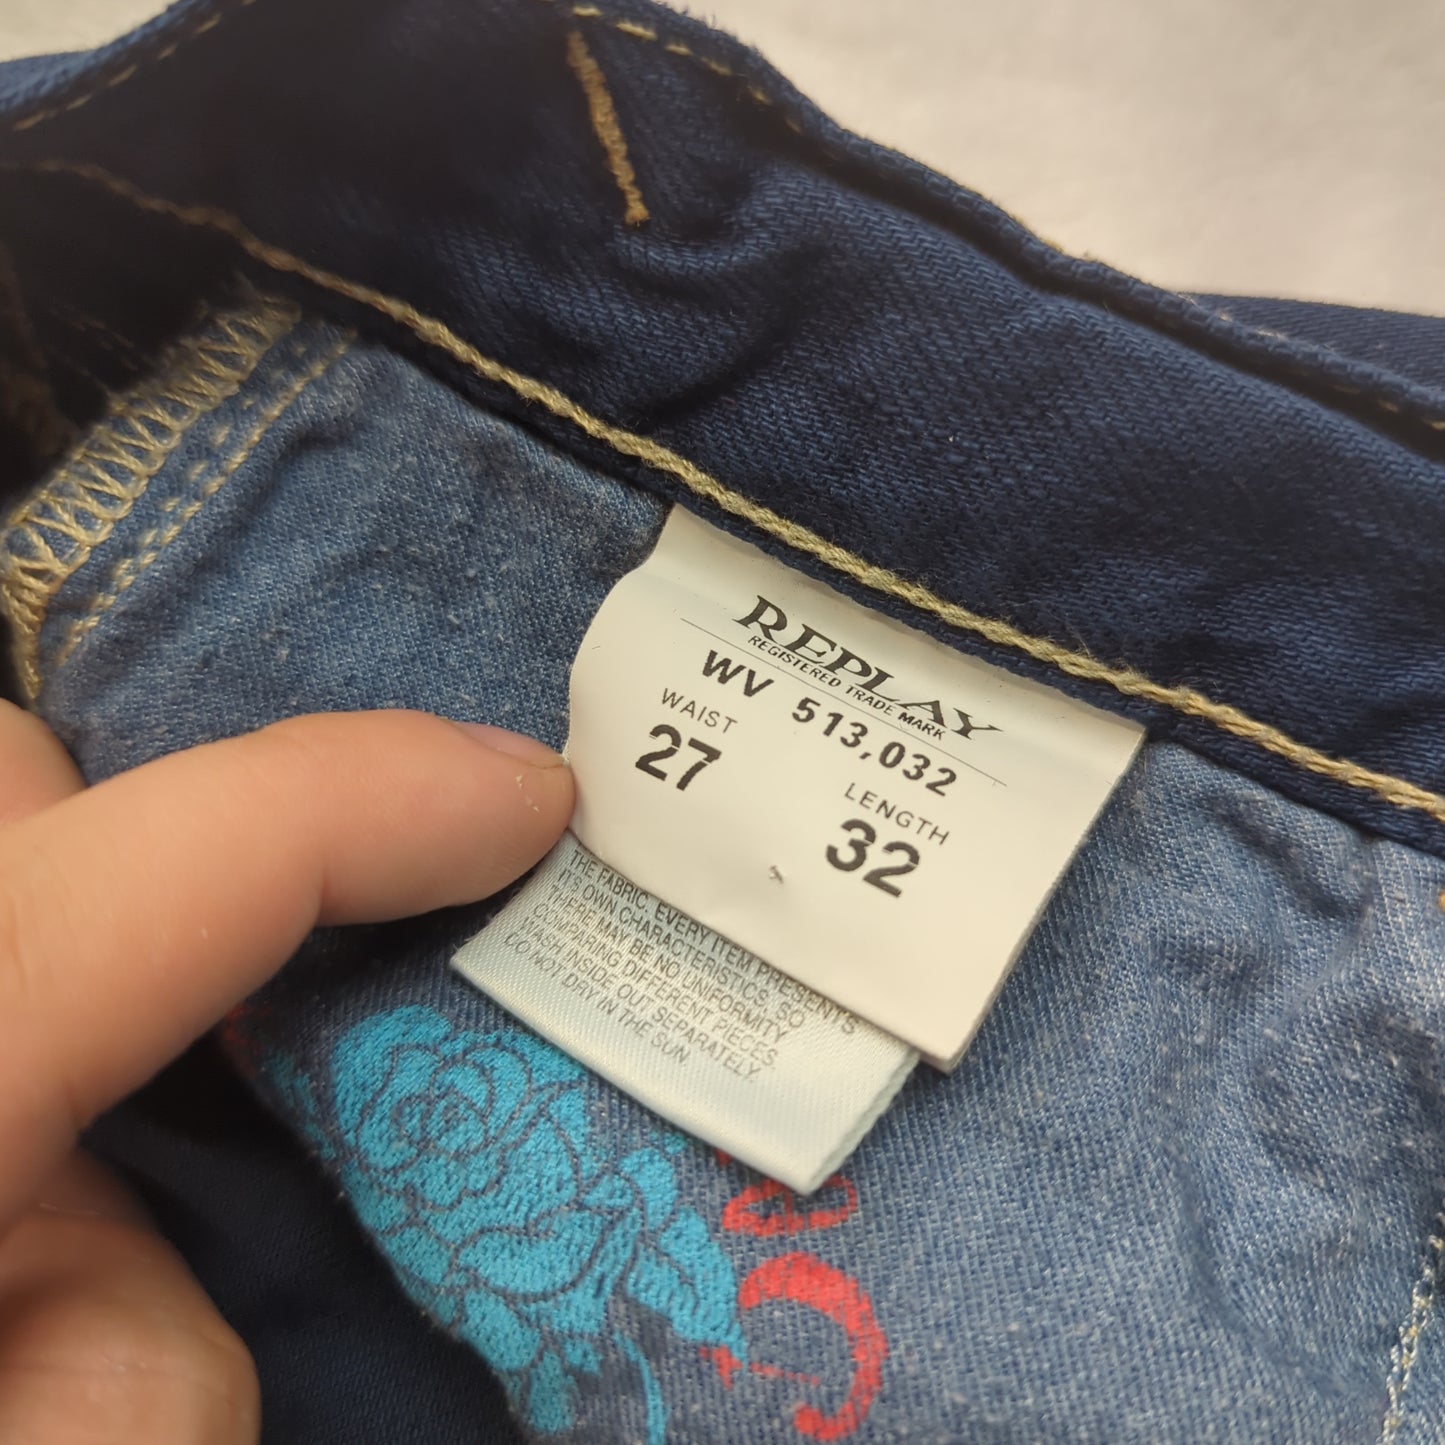 REPLAY
REGISTERED TRADE MARK
WV 513,032
WAIST LENGTH
27 32
THE FABRIC. EVERY ITEM PRESENTS
IT'S OWN CHARACTERISTICS, SO
THERE MAY BE NO UNIFORMITY
COMPARING DIFFERENT PIECES.
WASH INSIDE OUT SEPARATELY.
DO NOT DRY IN THE SUN.